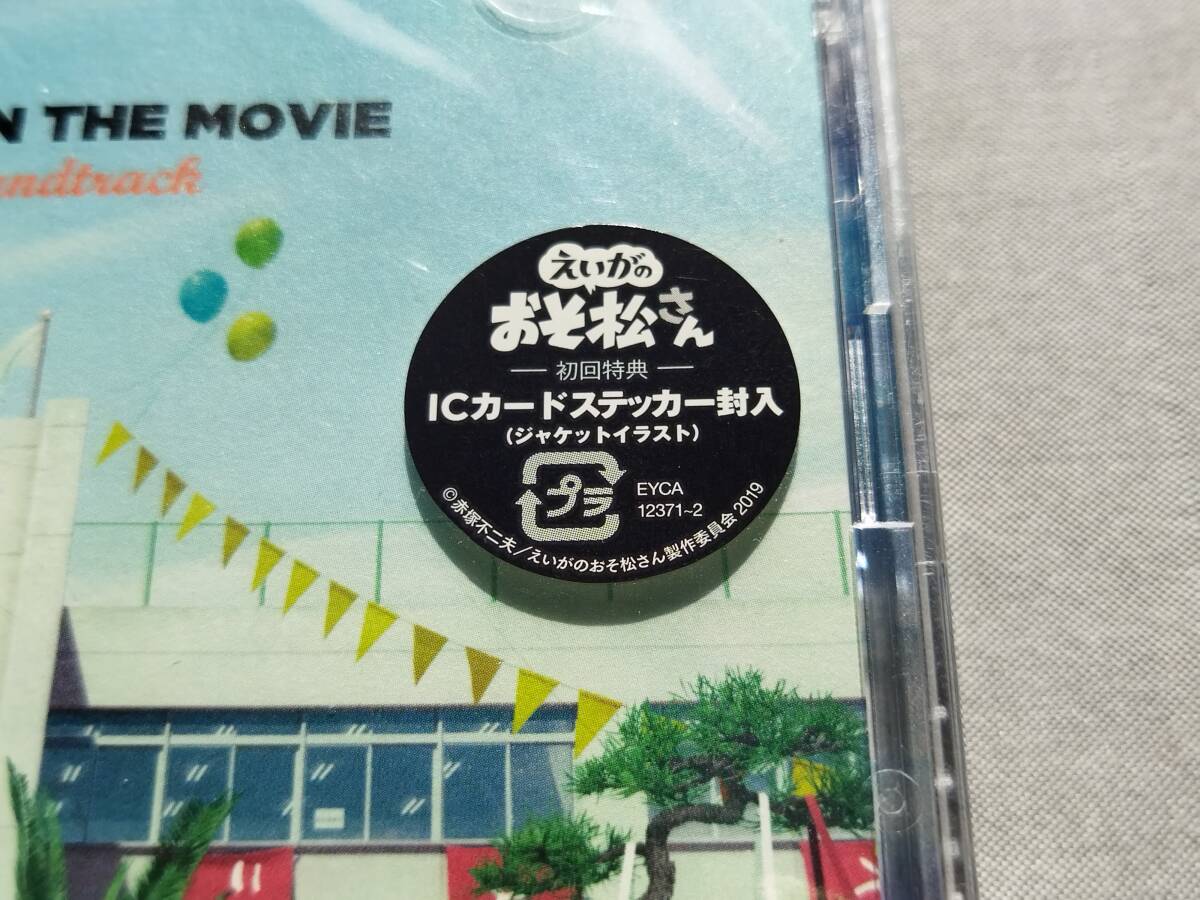 N THE MOVIE
ndtrack
えいがの
おそ松さん
初回特典
ICカードステッカー封入
(ジャケットイラスト)
プラ
EYCA
12371~2
©赤塚不二夫/えいがのおそ松さん製作委員会 2019